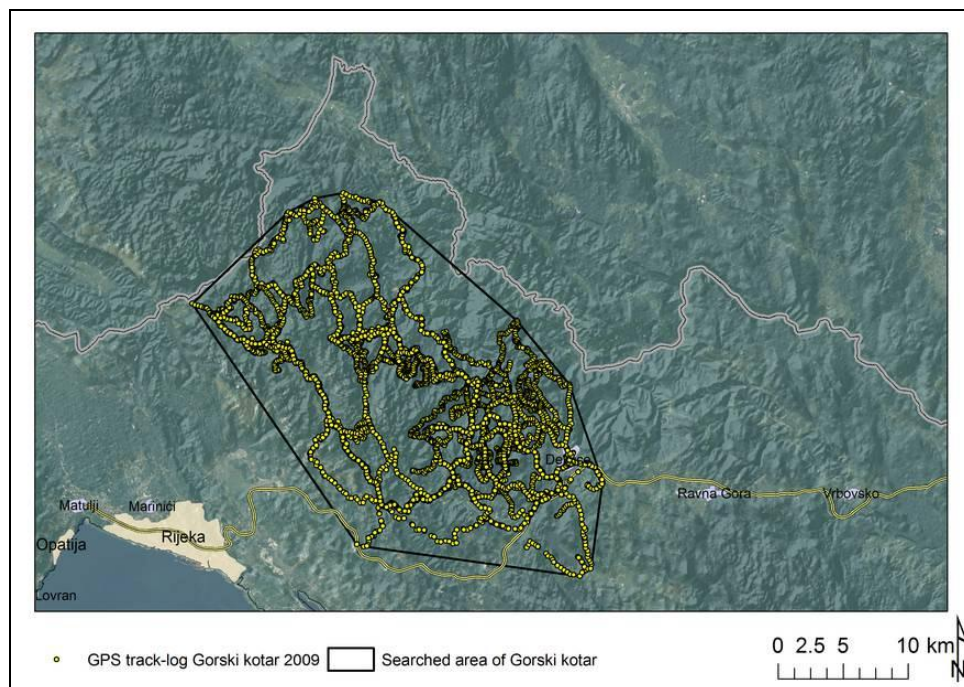 Delnice
Ravna Gora
Vrbovsko
Matulji
Marinići
Rijeka
Opatija
Lovran
GPS track-log Gorski kotar 2009
Searched area of Gorski kotar
0 2.5 5 10 km
N